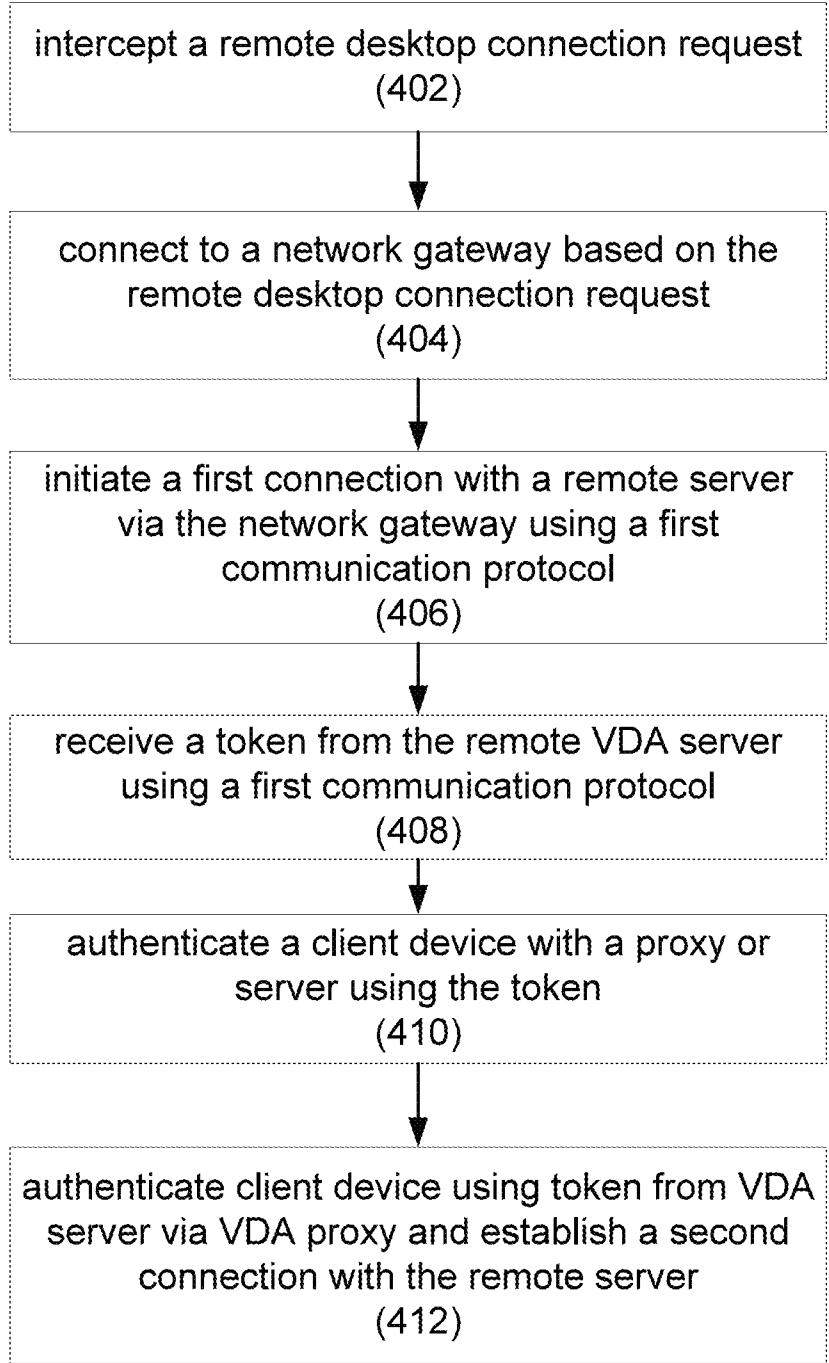 intercept a remote desktop connection request
(402)
connect to a network gateway based on the
remote desktop connection request
(404)
initiate a first connection with a remote server
via the network gateway using a first
communication protocol
(406)
receive a token from the remote VDA server
using a first communication protocol
(408)
authenticate a client device with a proxy or
server using the token
(410)
authenticate client device using token from VDA
server via VDA proxy and establish a second
connection with the remote server
(412)